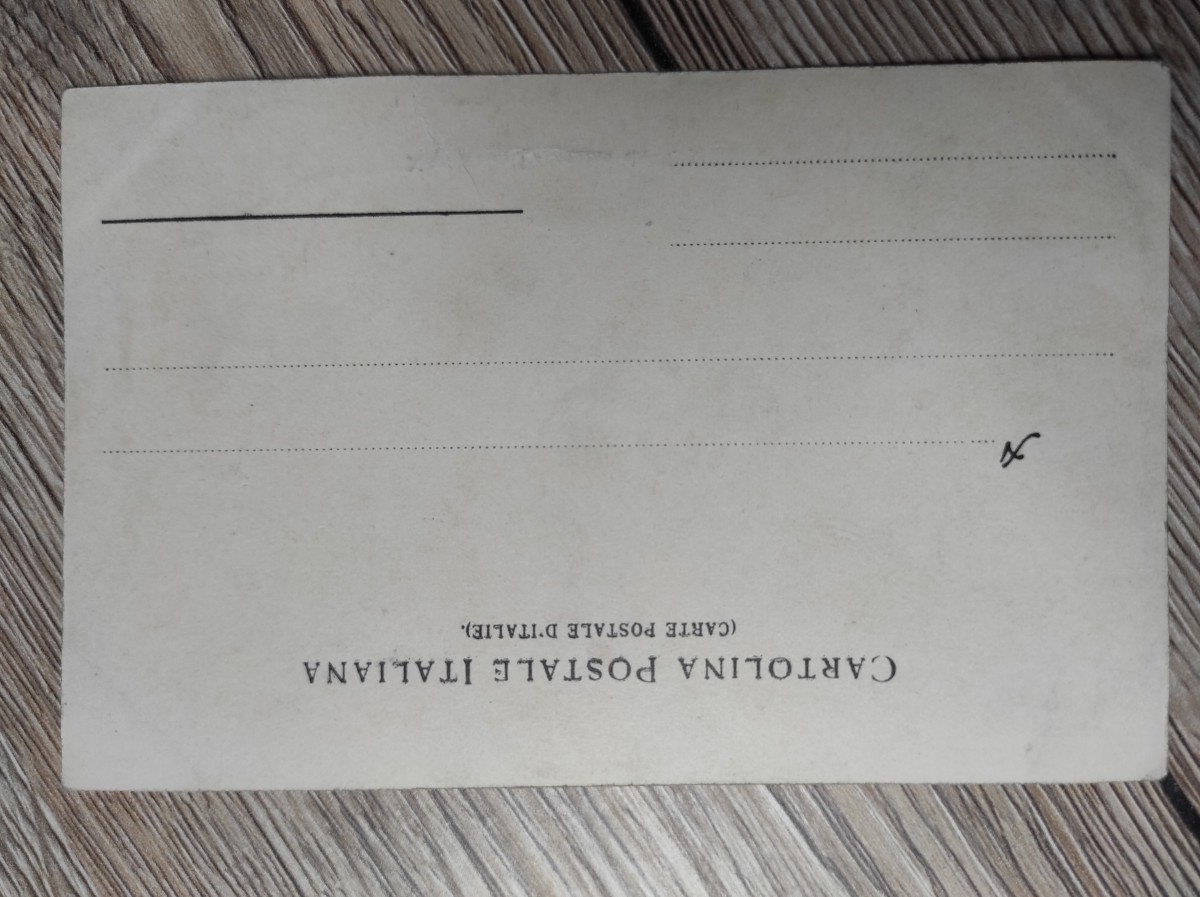 CARTOLINA POSTALE ITALIANA
(CARTE POSTALE D'ITALIE).